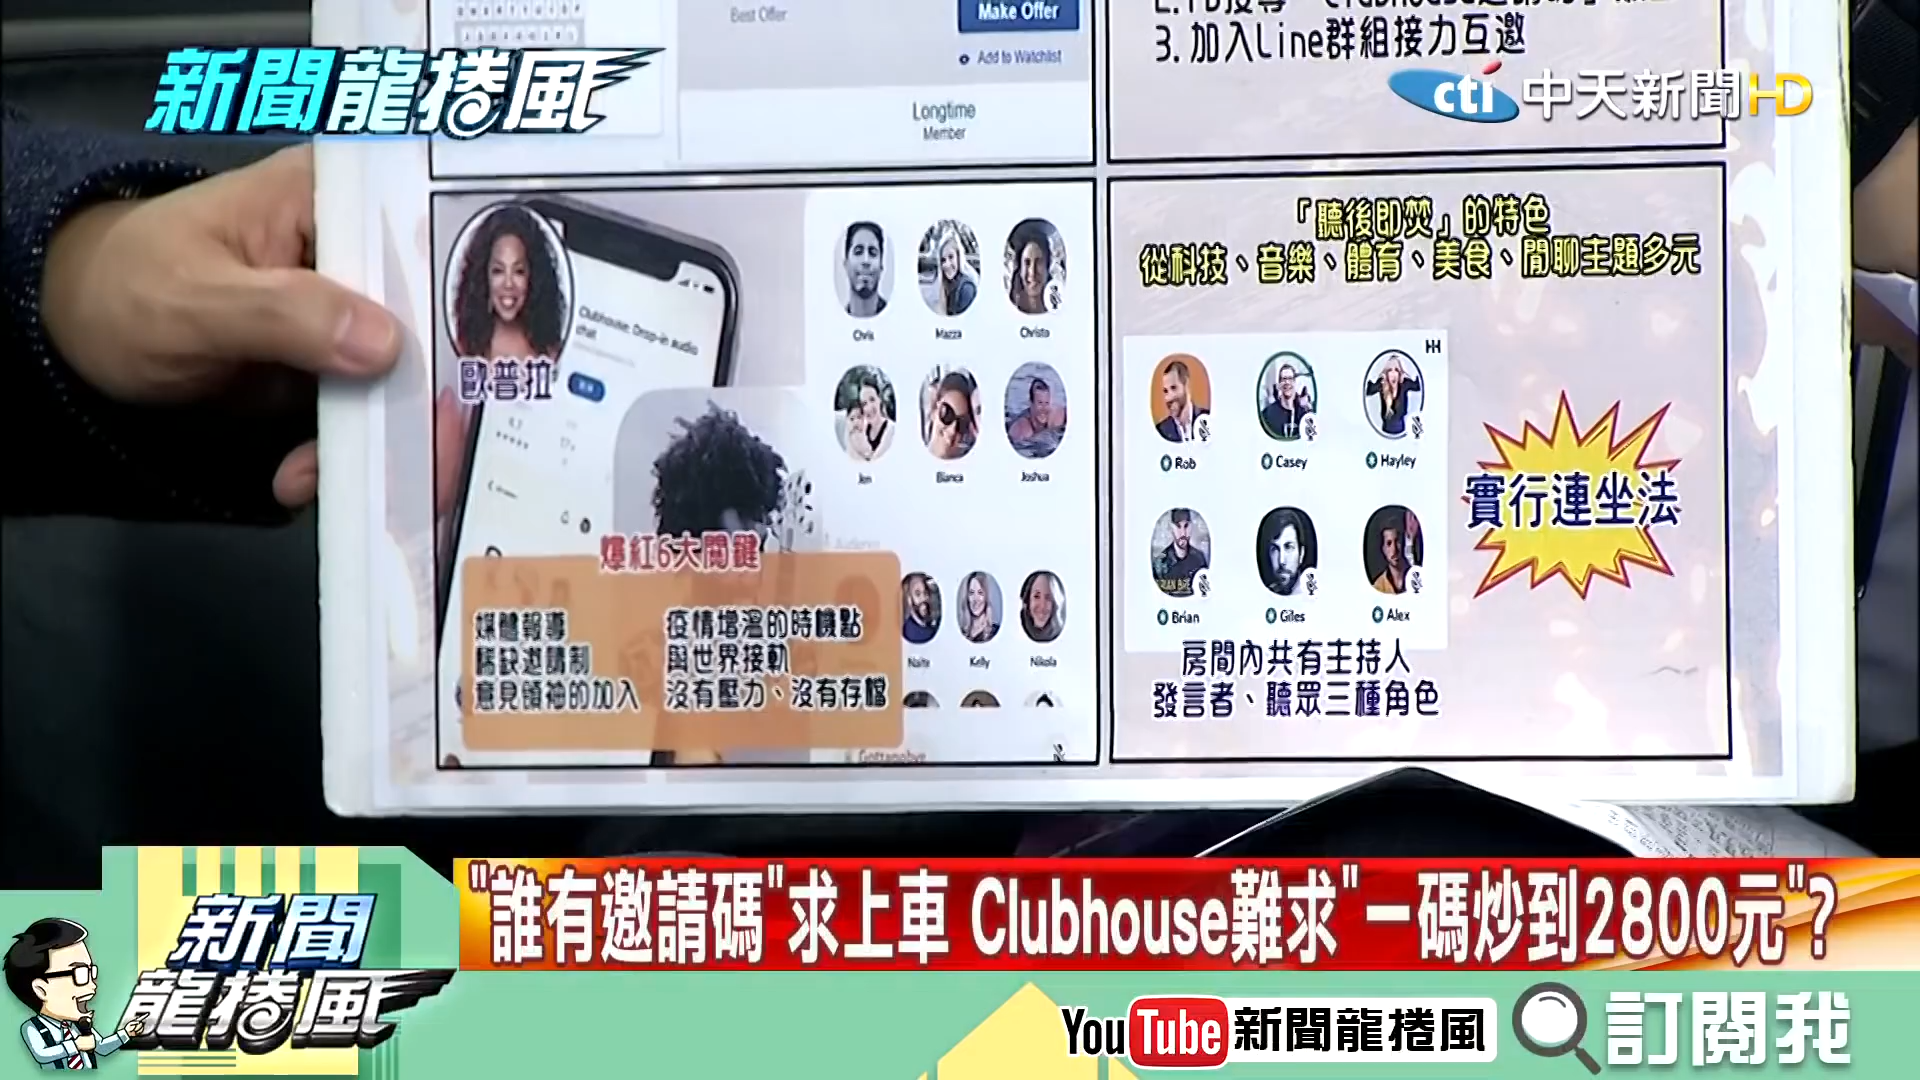 Best Offer
Make Offer
Add to Watchlist
Longtime
Member
3. 加入Line群組接力互邀
新聞龍捲風
cti 中天新聞HD
歐普拉
Clubhouse: Drop-in audio
chat
Chris
Mazza
Christa
Jen
Bianca
Joshua
爆紅6大關鍵
媒體報導
稀缺邀請制
意見領袖的加入
疫情增溫的時機點
與世界接軌
沒有壓力、沒有存檔
Naite
Kelly
Nikola
「聽後即焚」的特色
從科技、音樂、體育、美食、閒聊主題多元
Rob
Casey
Hayley
Brian
Giles
Alex
實行連坐法
房間內共有主持人
發言者、聽眾三種角色
新聞
龍捲風
"誰有邀請碼"求上車 Clubhouse難求"一碼炒到2800元"?
YouTube 新聞龍捲風
訂閱我